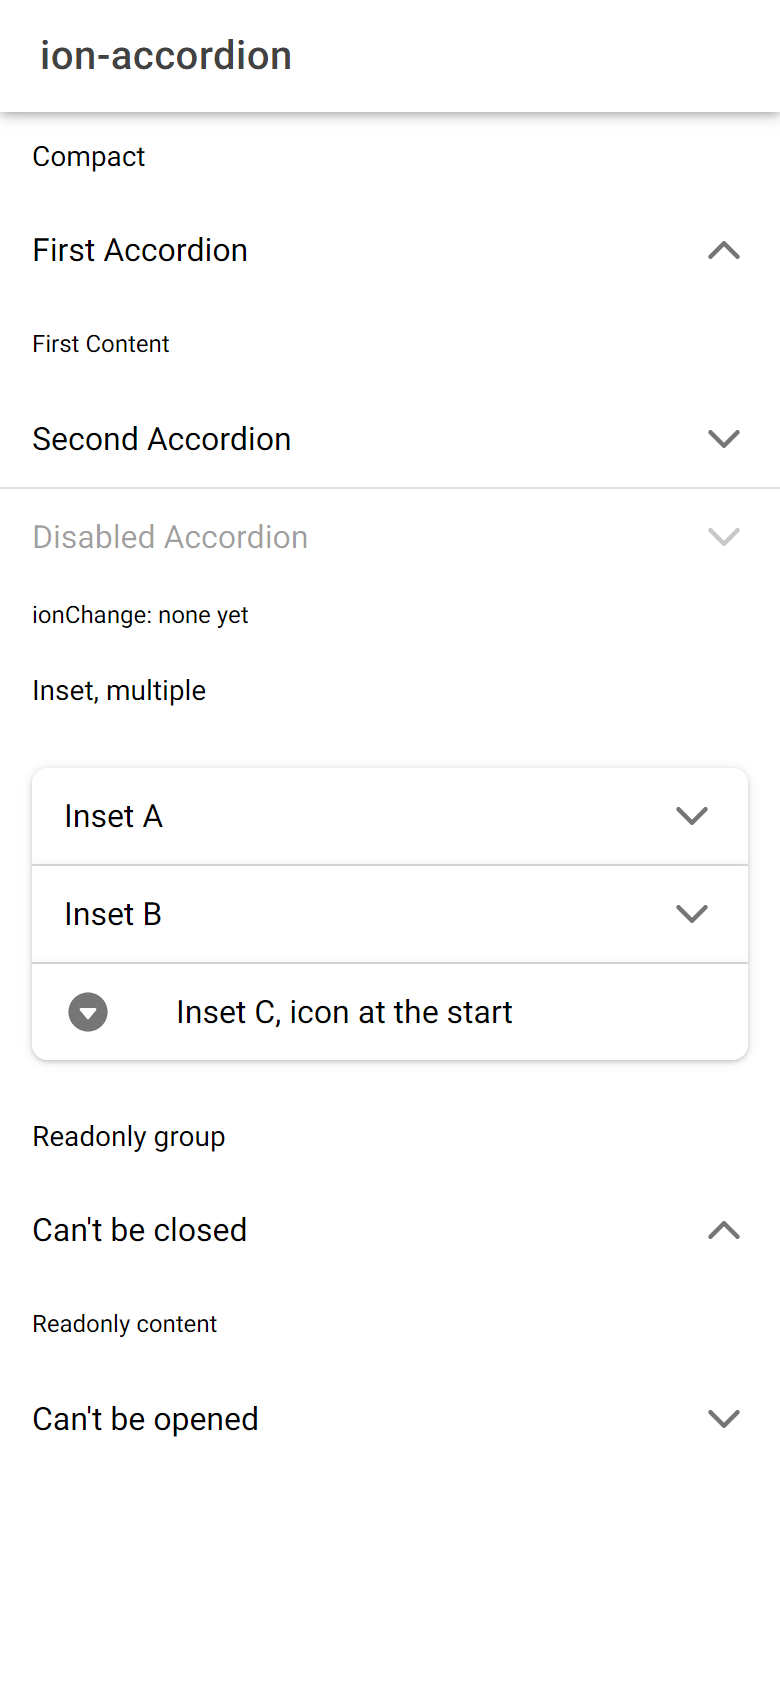 ion-accordion
Compact
First Accordion
First Content
Second Accordion
Disabled Accordion
ionChange: none yet
Inset, multiple
Inset A
Inset B
Inset C, icon at the start
Readonly group
Can't be closed
Readonly content
Can't be opened